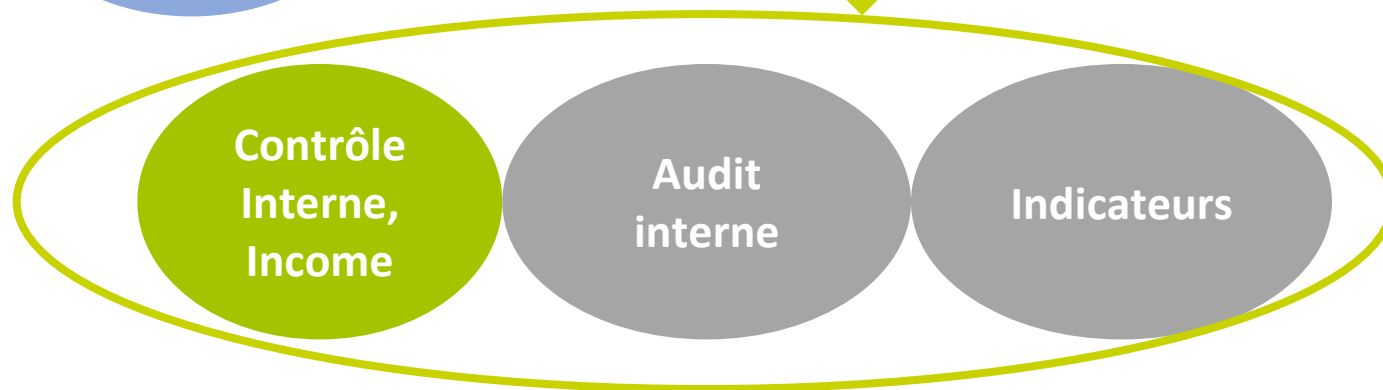 Contrôle
Interne,
Income
Audit
interne
Indicateurs